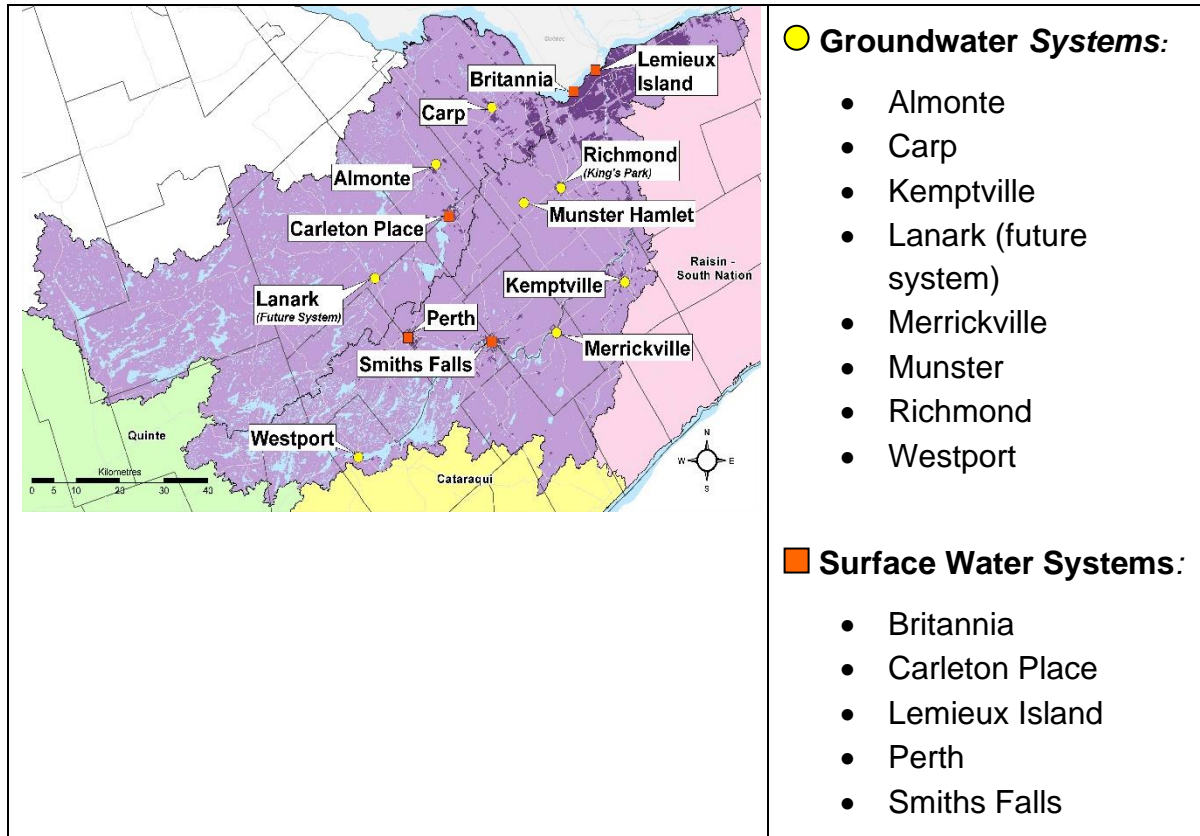 Québec
Lemieux
Island
Britannia
Carp
Richmond
(King's Park)
Almonte
Munster Hamlet
Carleton Place
Raisin -
South Nation
Kemptville
Lanark
(Future System)
Perth
Merrickville
Smiths Falls
Westport
Quinte
Cataraqui
N
W E
S
Kilometres
0 5 10 20 30 40
Groundwater Systems:
• Almonte
• Carp
• Kemptville
• Lanark (future
system)
• Merrickville
• Munster
• Richmond
• Westport
Surface Water Systems:
• Britannia
• Carleton Place
• Lemieux Island
• Perth
• Smiths Falls